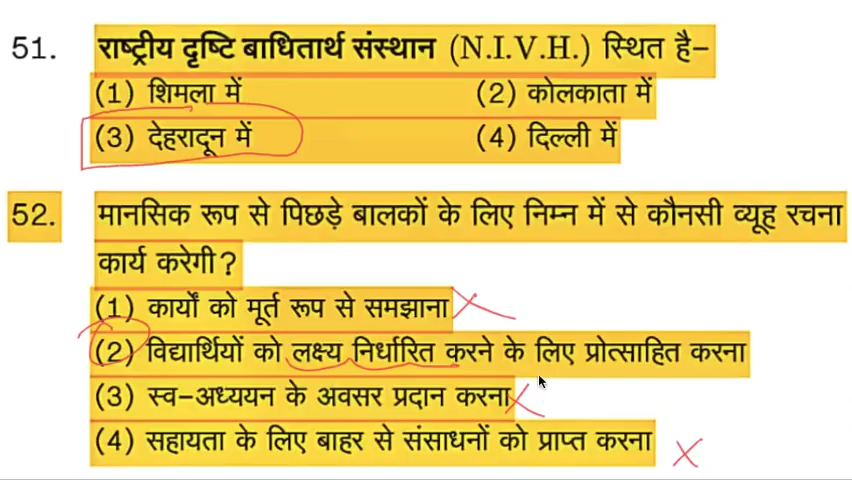 51. राष्ट्रीय दृष्टि बाधितार्थ संस्थान (N.I.V.H.) स्थित है–
(1) शिमला में (2) कोलकाता में
(3) देहरादून में (4) दिल्ली में
52. मानसिक रूप से पिछड़े बालकों के लिए निम्न में से कौनसी व्यूह रचना
कार्य करेगी?
(1) कार्यों को मूर्त रूप से समझाना
(2) विद्यार्थियों को लक्ष्य निर्धारित करने के लिए प्रोत्साहित करना
(3) स्व-अध्ययन के अवसर प्रदान करना
(4) सहायता के लिए बाहर से संसाधनों को प्राप्त करना